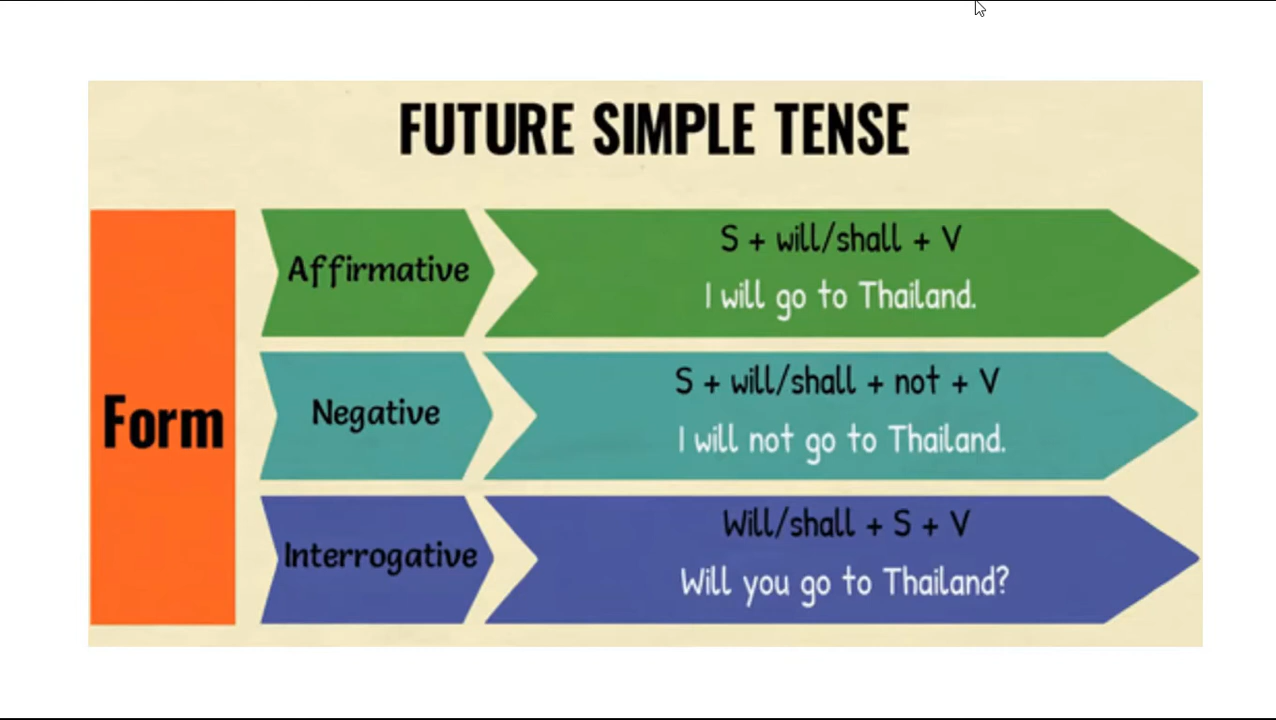 FUTURE SIMPLE TENSE
Form
Affirmative
S + will/shall + V
I will go to Thailand.
Negative
S + will/shall + not + V
I will not go to Thailand.
Interrogative
Will/shall + S + V
Will you go to Thailand?